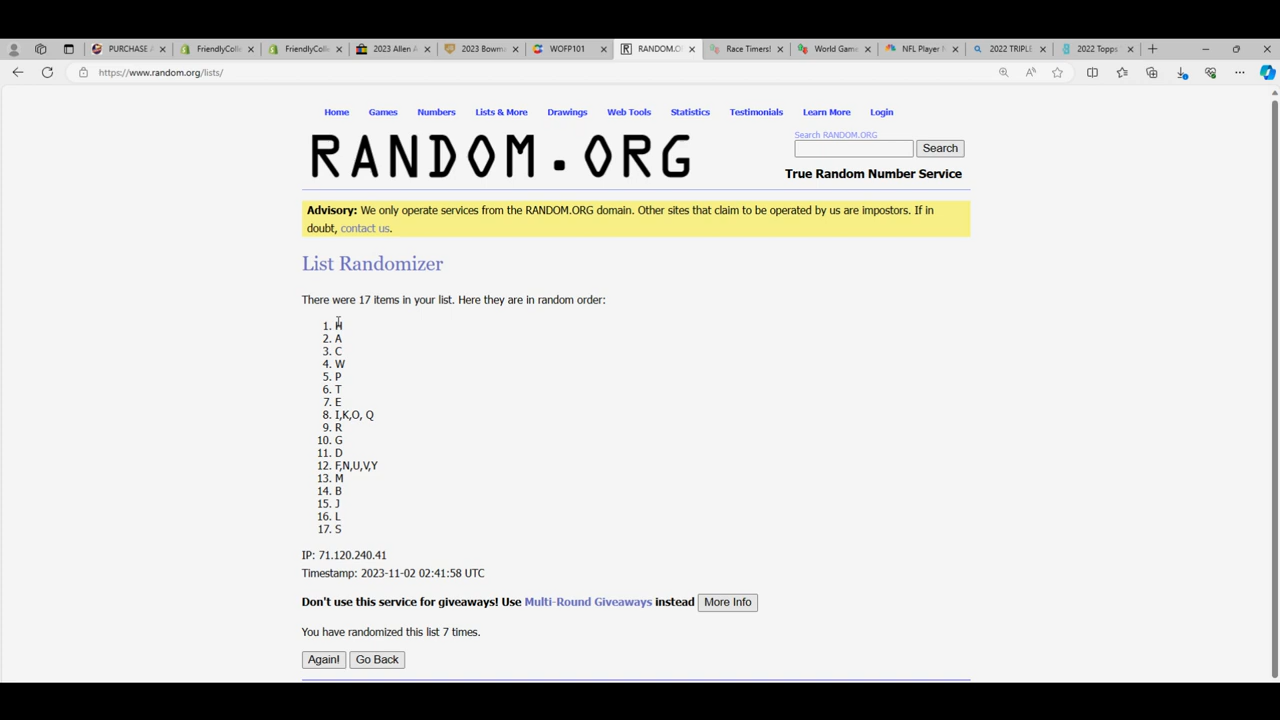 PURCHASE
FriendlyColle
FriendlyColle
2023 Allen
2023 Bowm
WOFP101
RANDOM.O
Race Timers!
World Gam
NFL Player
2022 TRIPLE
2022 Topps
https://www.random.org/lists/
Home Games Numbers Lists & More Drawings Web Tools Statistics Testimonials Learn More Login
RANDOM.ORG
Search RANDOM.ORG
Search
True Random Number Service
Advisory: We only operate services from the RANDOM.ORG domain. Other sites that claim to be operated by us are impostors. If in
doubt, contact us.
List Randomizer
There were 17 items in your list. Here they are in random order:
1. H
2. A
3. C
4. W
5. P
6. T
7. E
8. I,K,O, Q
9. R
10. G
11. D
12. F,N,U,V,Y
13. M
14. B
15. J
16. L
17. S
IP: 71.120.240.41
Timestamp: 2023-11-02 02:41:58 UTC
Don't use this service for giveaways! Use Multi-Round Giveaways instead More Info
You have randomized this list 7 times.
Again! Go Back